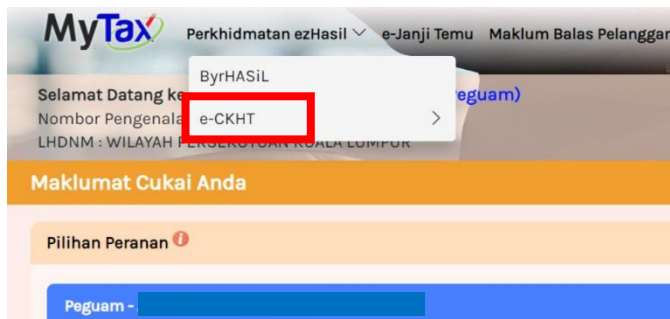 MyTax Perkhidmatan ezHasil e-Janji Temu Maklum Balas Pelanggan
ByrHASiL
Selamat Datang ke eguam)
Nombor Pengenala e-CKHT
LHDNM : WILAYAH PERSEKUTUAN KUALA LUMPUR
Maklumat Cukai Anda
Pilihan Peranan
Peguam -